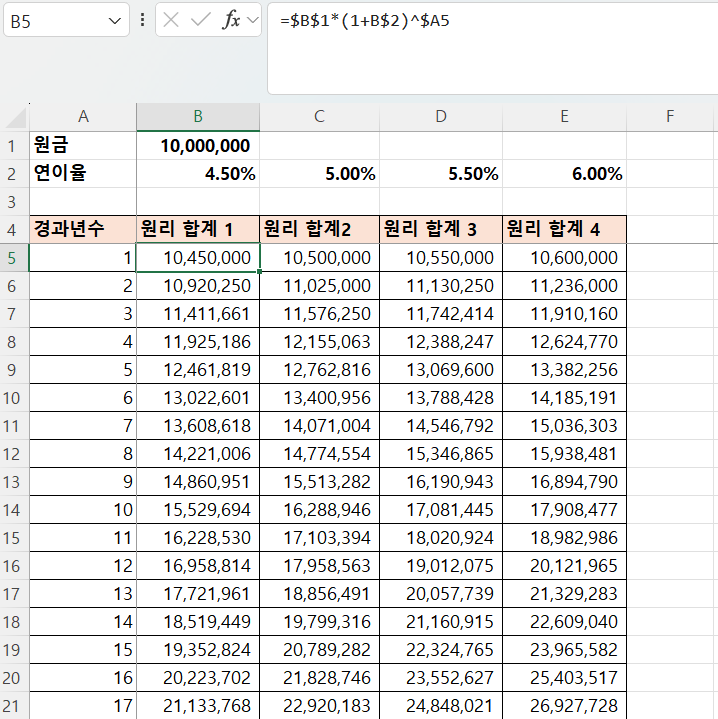 B5 fx =$B$1*(1+B$2)^$A5
A B C D E F
1 원금 10,000,000
2 연이율 4.50% 5.00% 5.50% 6.00%
3
4 경과년수 원리 합계 1 원리 합계2 원리 합계 3 원리 합계 4
5 1 10,450,000 10,500,000 10,550,000 10,600,000
6 2 10,920,250 11,025,000 11,130,250 11,236,000
7 3 11,411,661 11,576,250 11,742,414 11,910,160
8 4 11,925,186 12,155,063 12,388,247 12,624,770
9 5 12,461,819 12,762,816 13,069,600 13,382,256
10 6 13,022,601 13,400,956 13,788,428 14,185,191
11 7 13,608,618 14,071,004 14,546,792 15,036,303
12 8 14,221,006 14,774,554 15,346,865 15,938,481
13 9 14,860,951 15,513,282 16,190,943 16,894,790
14 10 15,529,694 16,288,946 17,081,445 17,908,477
15 11 16,228,530 17,103,394 18,020,924 18,982,986
16 12 16,958,814 17,958,563 19,012,075 20,121,965
17 13 17,721,961 18,856,491 20,057,739 21,329,283
18 14 18,519,449 19,799,316 21,160,915 22,609,040
19 15 19,352,824 20,789,282 22,324,765 23,965,582
20 16 20,223,702 21,828,746 23,552,627 25,403,517
21 17 21,133,768 22,920,183 24,848,021 26,927,728